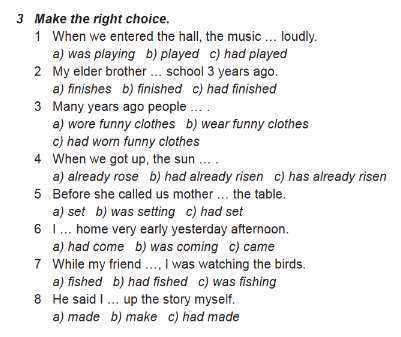 3 Make the right choice.
1 When we entered the hall, the music ... loudly.
a) was playing b) played c) had played
2 My elder brother ... school 3 years ago.
a) finishes b) finished c) had finished
3 Many years ago people ... .
a) wore funny clothes b) wear funny clothes
c) had worn funny clothes
4 When we got up, the sun ... .
a) already rose b) had already risen c) has already risen
5 Before she called us mother ... the table.
a) set b) was setting c) had set
6 I ... home very early yesterday afternoon.
a) had come b) was coming c) came
7 While my friend ..., I was watching the birds.
a) fished b) had fished c) was fishing
8 He said I ... up the story myself.
a) made b) make c) had made